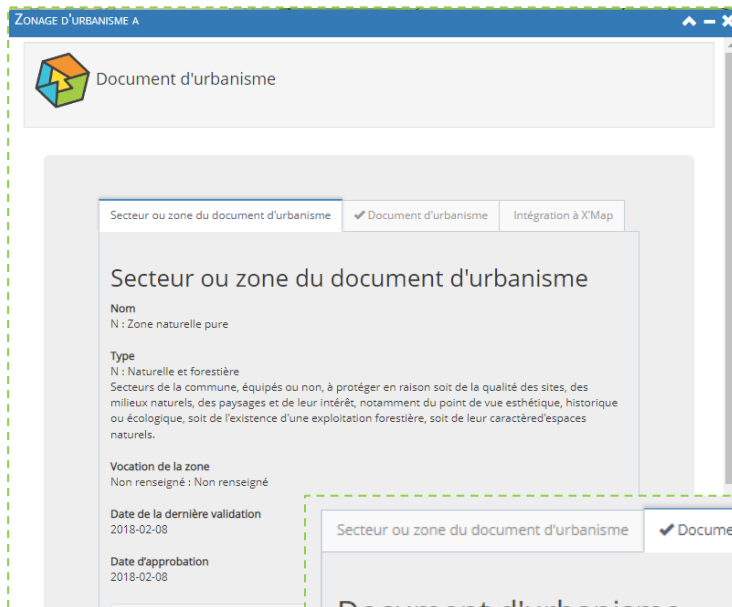 ZONAGE D'URBANISME A
Document d'urbanisme
Secteur ou zone du document d'urbanisme
✔ Document d'urbanisme
Intégration à X'Map
Secteur ou zone du document d'urbanisme
Nom
N : Zone naturelle pure
Type
N : Naturelle et forestière
Secteurs de la commune, équipés ou non, à protéger en raison soit de la qualité des sites, des
milieux naturels, des paysages et de leur intérêt, notamment du point de vue esthétique, historique
ou écologique, soit de l'existence d'une exploitation forestière, soit de leur caractèred'espaces
naturels.
Vocation de la zone
Non renseigné : Non renseigné
Date de la dernière validation
2018-02-08
Date d'approbation
2018-02-08
Secteur ou zone du document d'urbanisme
✔ Docume
Document d'urbanisme